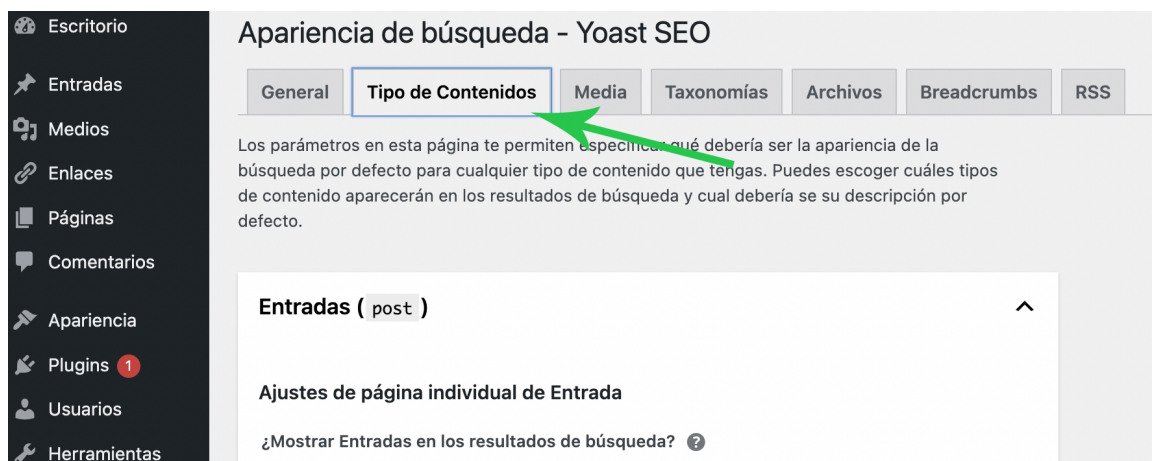 Escritorio
Entradas
Medios
Enlaces
Páginas
Comentarios
Apariencia
Plugins 1
Usuarios
Herramientas
Apariencia de búsqueda - Yoast SEO
General Tipo de Contenidos Media Taxonomías Archivos Breadcrumbs RSS
Los parámetros en esta página te permiten especificar qué debería ser la apariencia de la
búsqueda por defecto para cualquier tipo de contenido que tengas. Puedes escoger cuáles tipos
de contenido aparecerán en los resultados de búsqueda y cual debería se su descripción por
defecto.
Entradas ( post )
Ajustes de página individual de Entrada
¿Mostrar Entradas en los resultados de búsqueda? ?